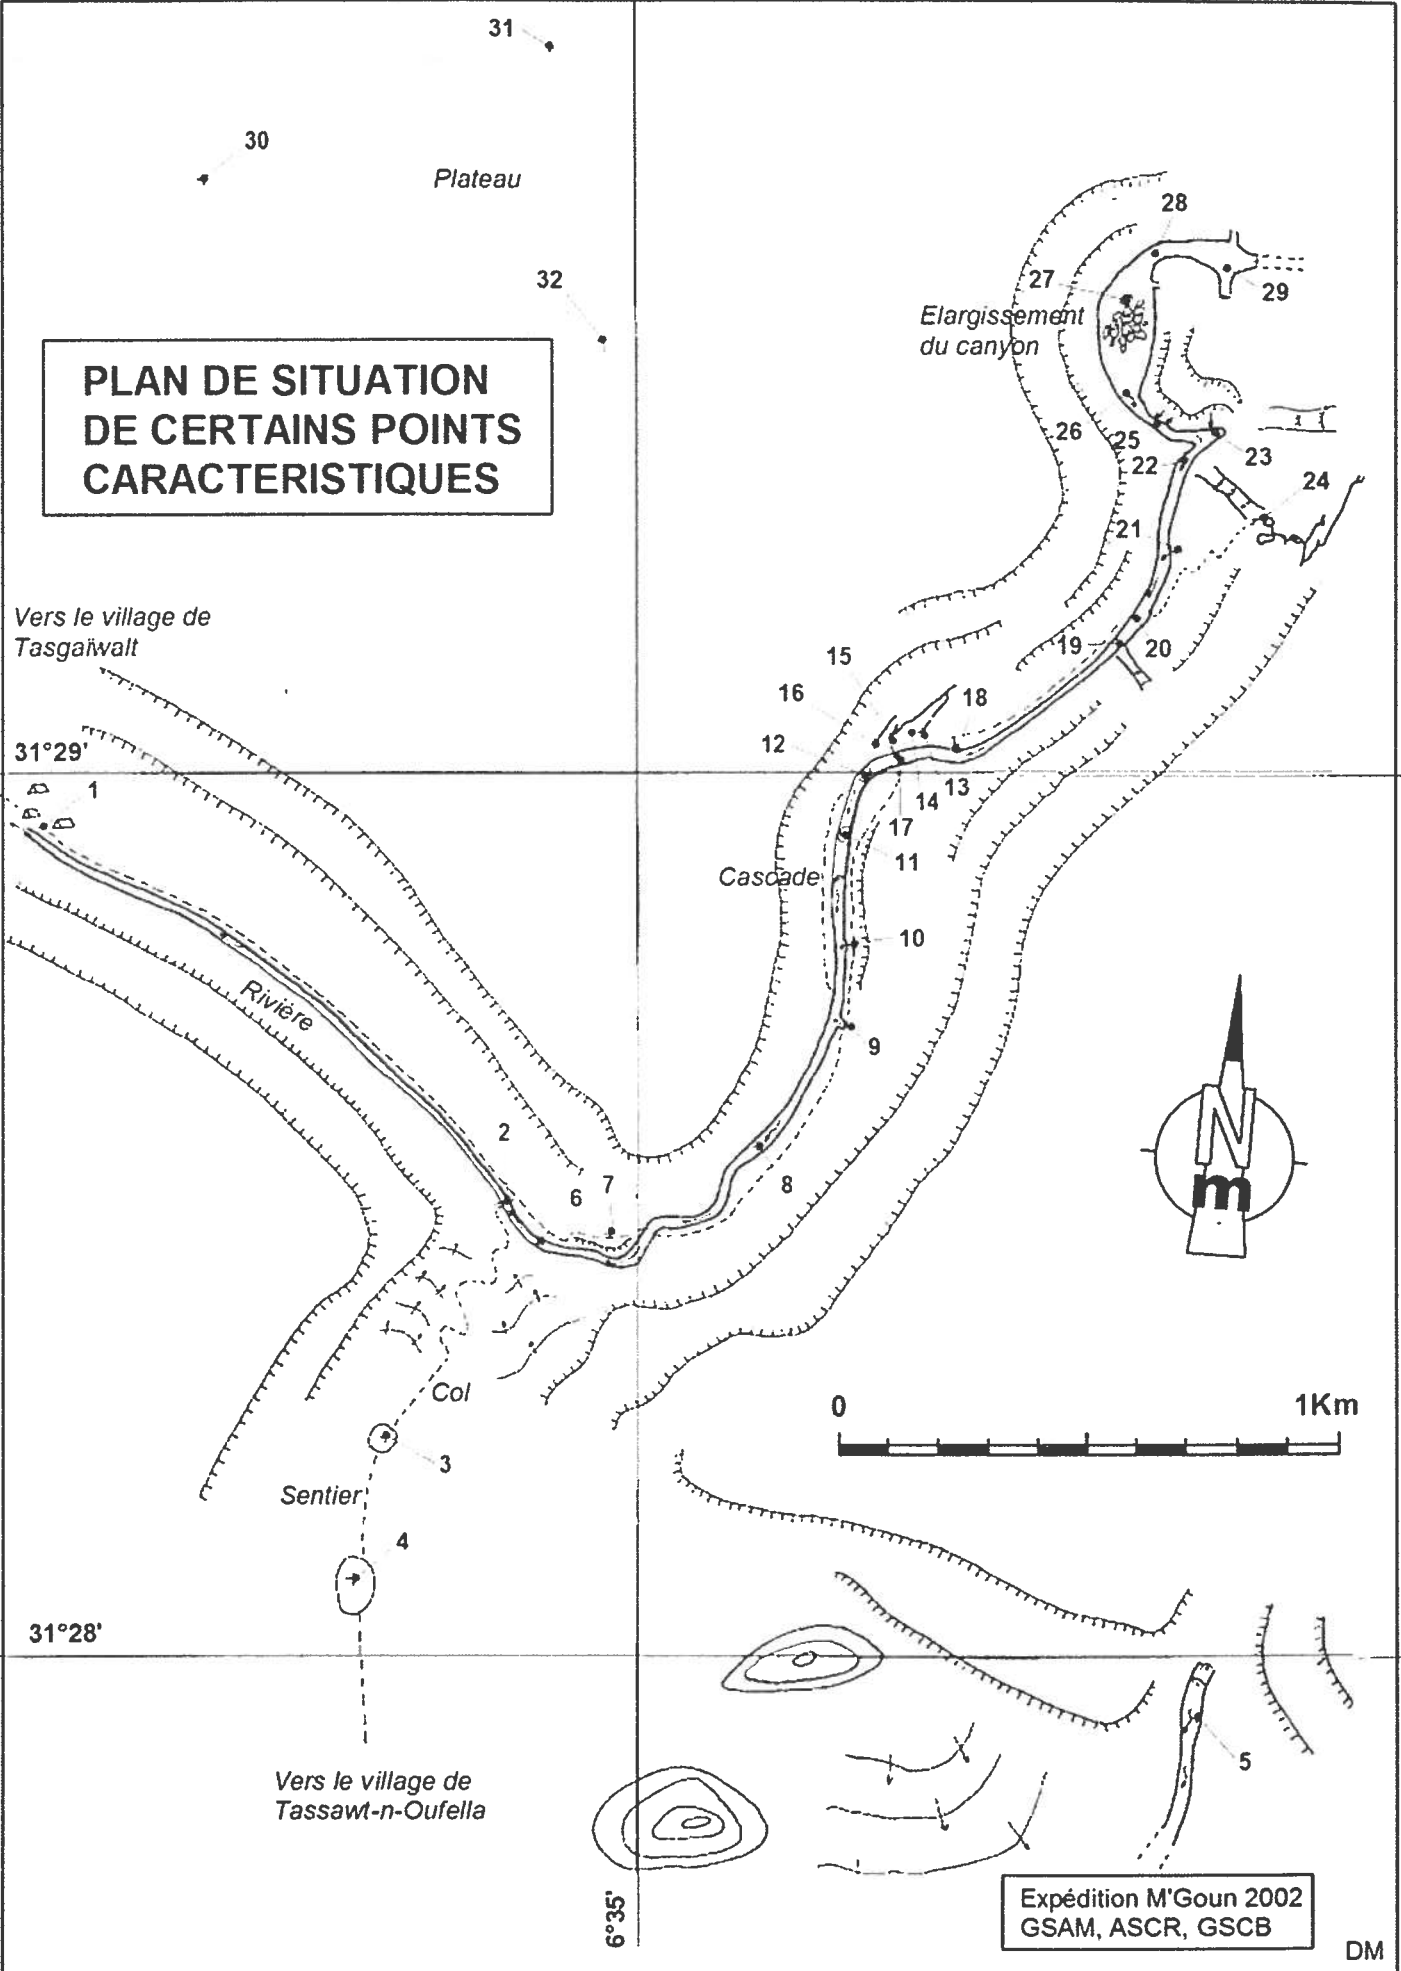 31
30
Plateau
28
32
27
29
Elargissement
du canyon
PLAN DE SITUATION
DE CERTAINS POINTS
CARACTERISTIQUES
26
25
22
23
24
21
Vers le village de
Tasgaïwalt
19
20
15
16
18
12
31°29'
1
13
14
17
11
Cascade
10
Rivière
9
2
6
7
8
N
m
Col
0
1Km
3
Sentier
4
31°28'
5
Vers le village de
Tassawt-n-Oufella
6°35'
Expédition M'Goun 2002
GSAM, ASCR, GSCB
DM